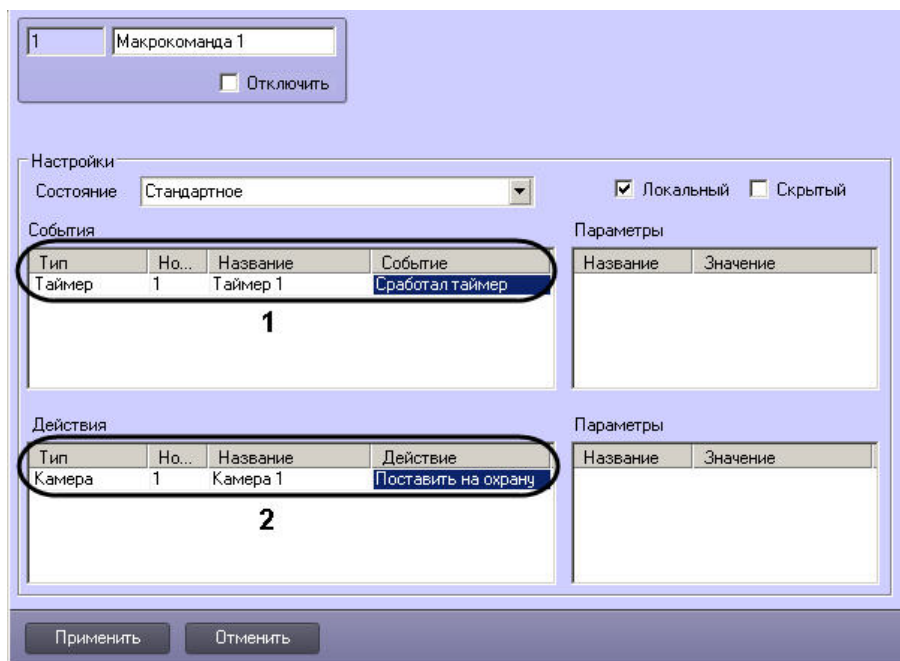 1 Макрокоманда 1
Отключить
Настройки
Состояние Стандартное Локальный Скрытый
События
Тип Но... Название Событие
Таймер 1 Таймер 1 Сработал таймер
1
Параметры
Название Значение
Действия
Тип Но... Название Действие
Камера 1 Камера 1 Поставить на охрану
2
Параметры
Название Значение
Применить Отменить